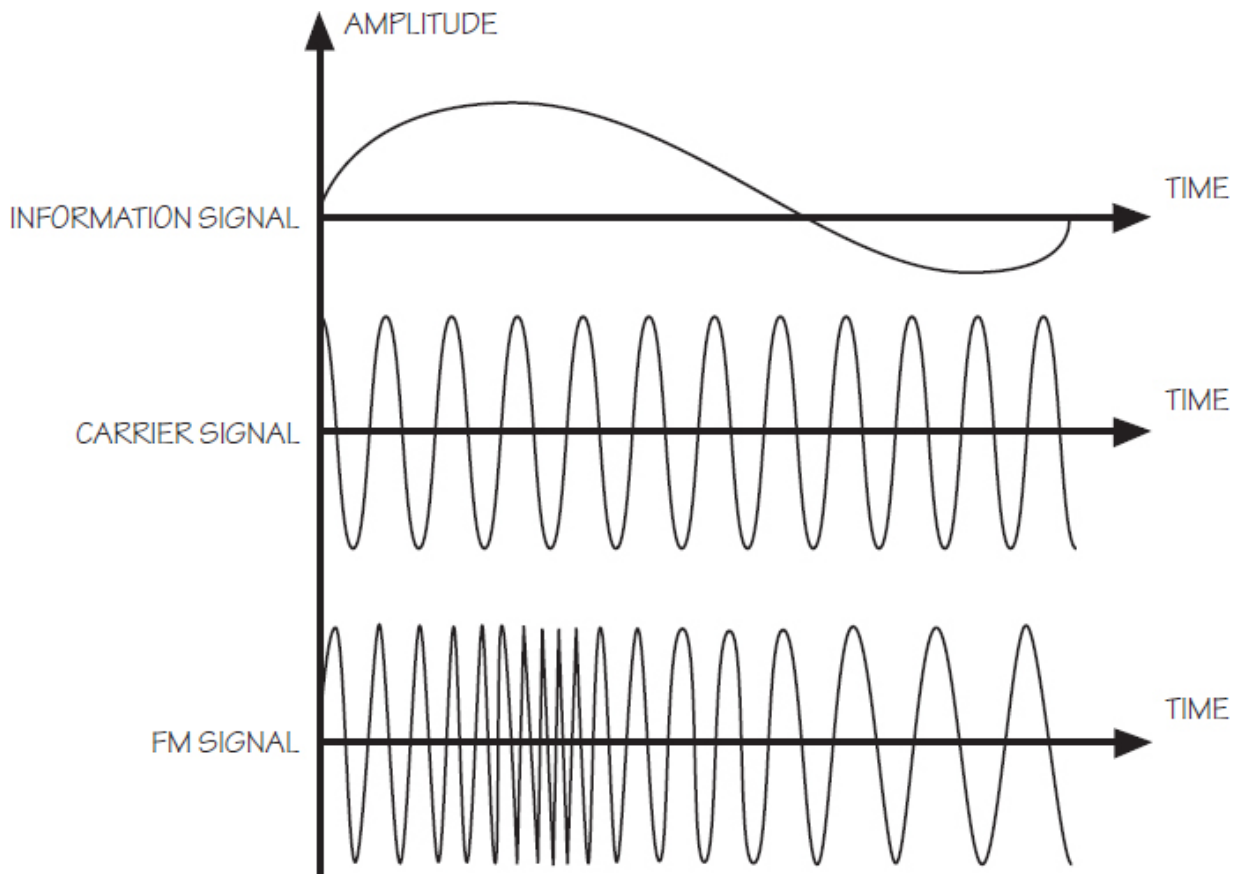 AMPLITUDE
TIME
INFORMATION SIGNAL
TIME
CARRIER SIGNAL
TIME
FM SIGNAL